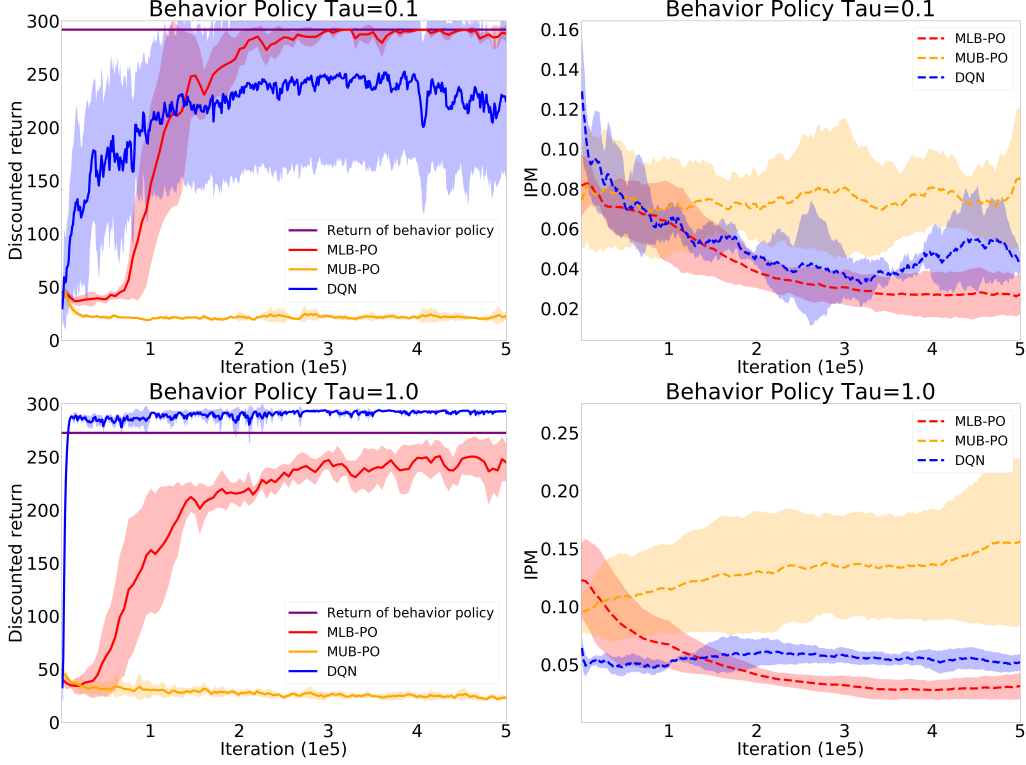 Behavior Policy Tau=0.1
300
250
200
150
100
50
0
Discounted return
Return of behavior policy
MLB-PO
MUB-PO
DQN
1 2 3 4 5
Iteration (1e5)
Behavior Policy Tau=0.1
0.16
0.14
0.12
0.10
0.08
0.06
0.04
0.02
IPM
MLB-PO
MUB-PO
DQN
1 2 3 4 5
Iteration (1e5)
Behavior Policy Tau=1.0
300
250
200
150
100
50
0
Discounted return
Return of behavior policy
MLB-PO
MUB-PO
DQN
1 2 3 4 5
Iteration (1e5)
Behavior Policy Tau=1.0
0.25
0.20
0.15
0.10
0.05
IPM
MLB-PO
MUB-PO
DQN
1 2 3 4 5
Iteration (1e5)